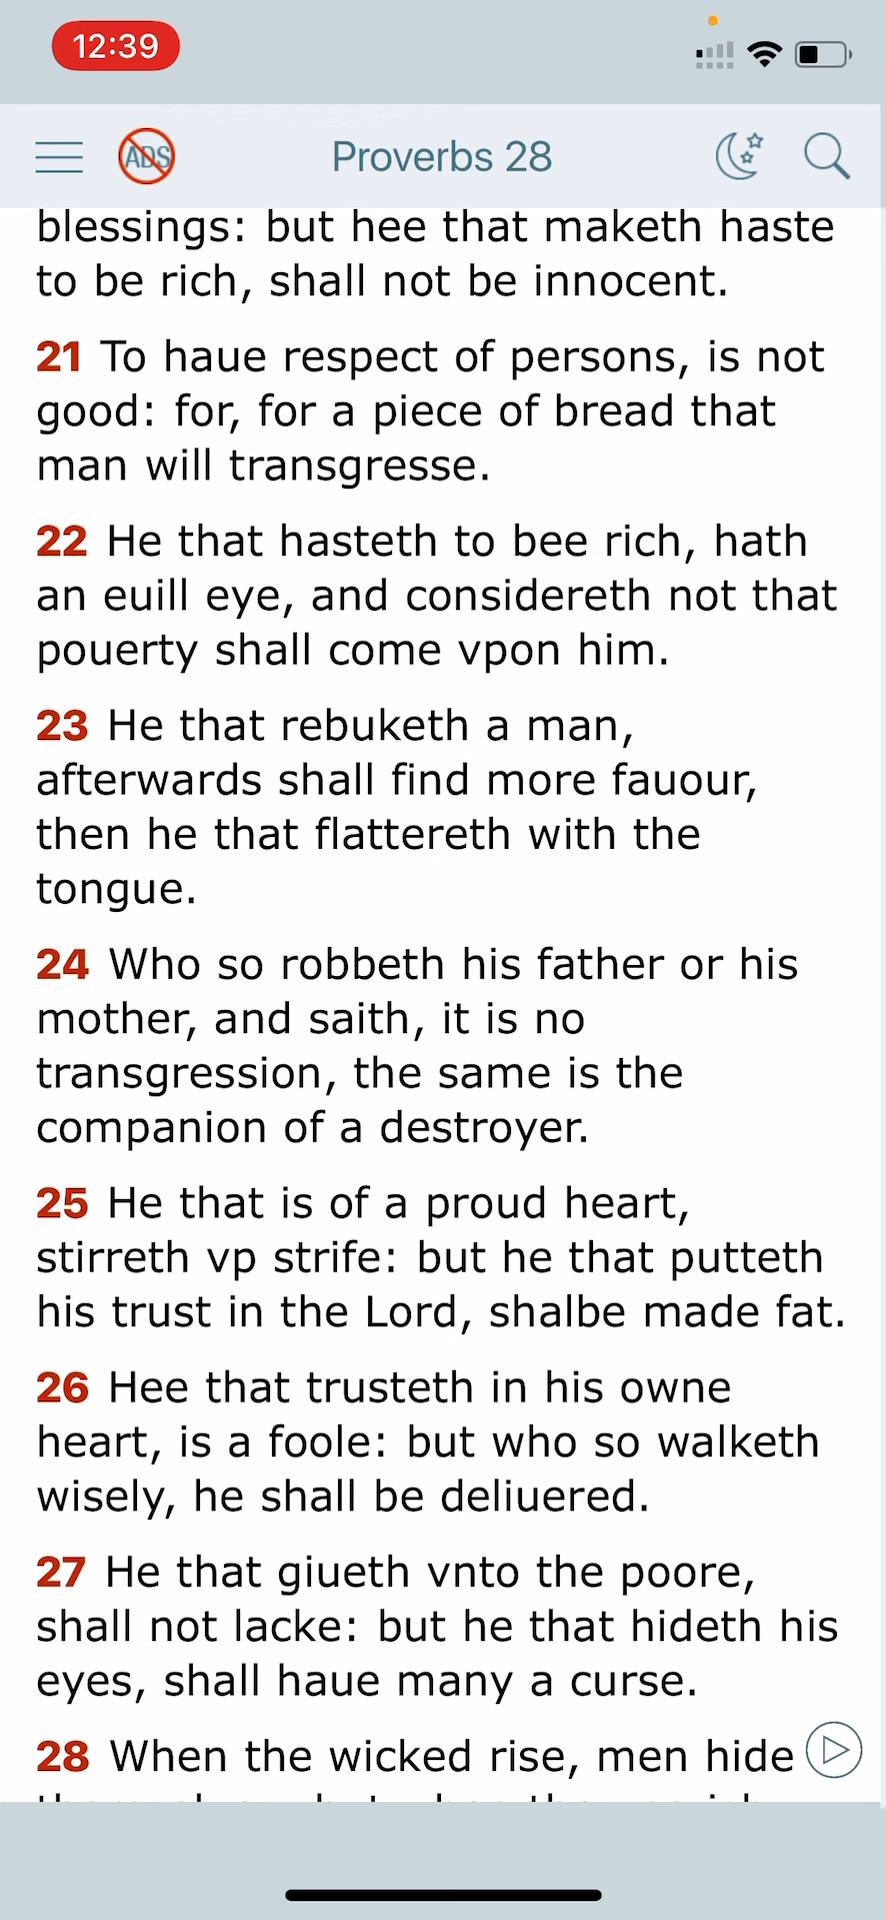 12:39
ADS
Proverbs 28
blessings: but hee that maketh haste
to be rich, shall not be innocent.
21 To haue respect of persons, is not
good: for, for a piece of bread that
man will transgresse.
22 He that hasteth to bee rich, hath
an euill eye, and considereth not that
pouerty shall come vpon him.
23 He that rebuketh a man,
afterwards shall find more fauour,
then he that flattereth with the
tongue.
24 Who so robbeth his father or his
mother, and saith, it is no
transgression, the same is the
companion of a destroyer.
25 He that is of a proud heart,
stirreth vp strife: but he that putteth
his trust in the Lord, shalbe made fat.
26 Hee that trusteth in his owne
heart, is a foole: but who so walketh
wisely, he shall be deliuered.
27 He that giueth vnto the poore,
shall not lacke: but he that hideth his
eyes, shall haue many a curse.
28 When the wicked rise, men hide